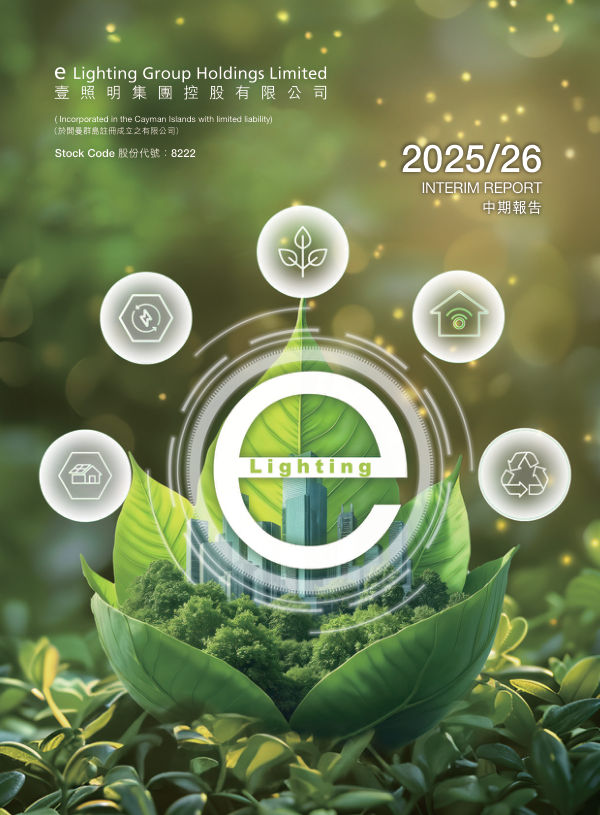 e Lighting Group Holdings Limited
壹照明集團控股有限公司
( Incorporated in the Cayman Islands with limited liability)
(於開曼群島註冊成立之有限公司)
Stock Code 股份代號：8222
2025/26
INTERIM REPORT
中期報告
e
Lighting